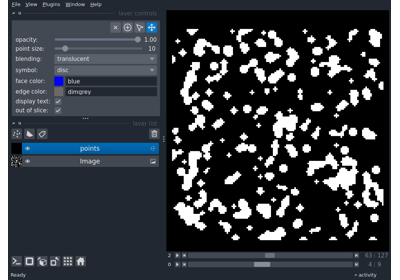 File View Plugins Window Help
layer controls
opacity: 1.00
point size: 10
blending: translucent
symbol: disc
face color: blue
edge color: dimgrey
display text:
out of slice:
layer list
points
Image
2 63 127
0 4 9
Ready activity